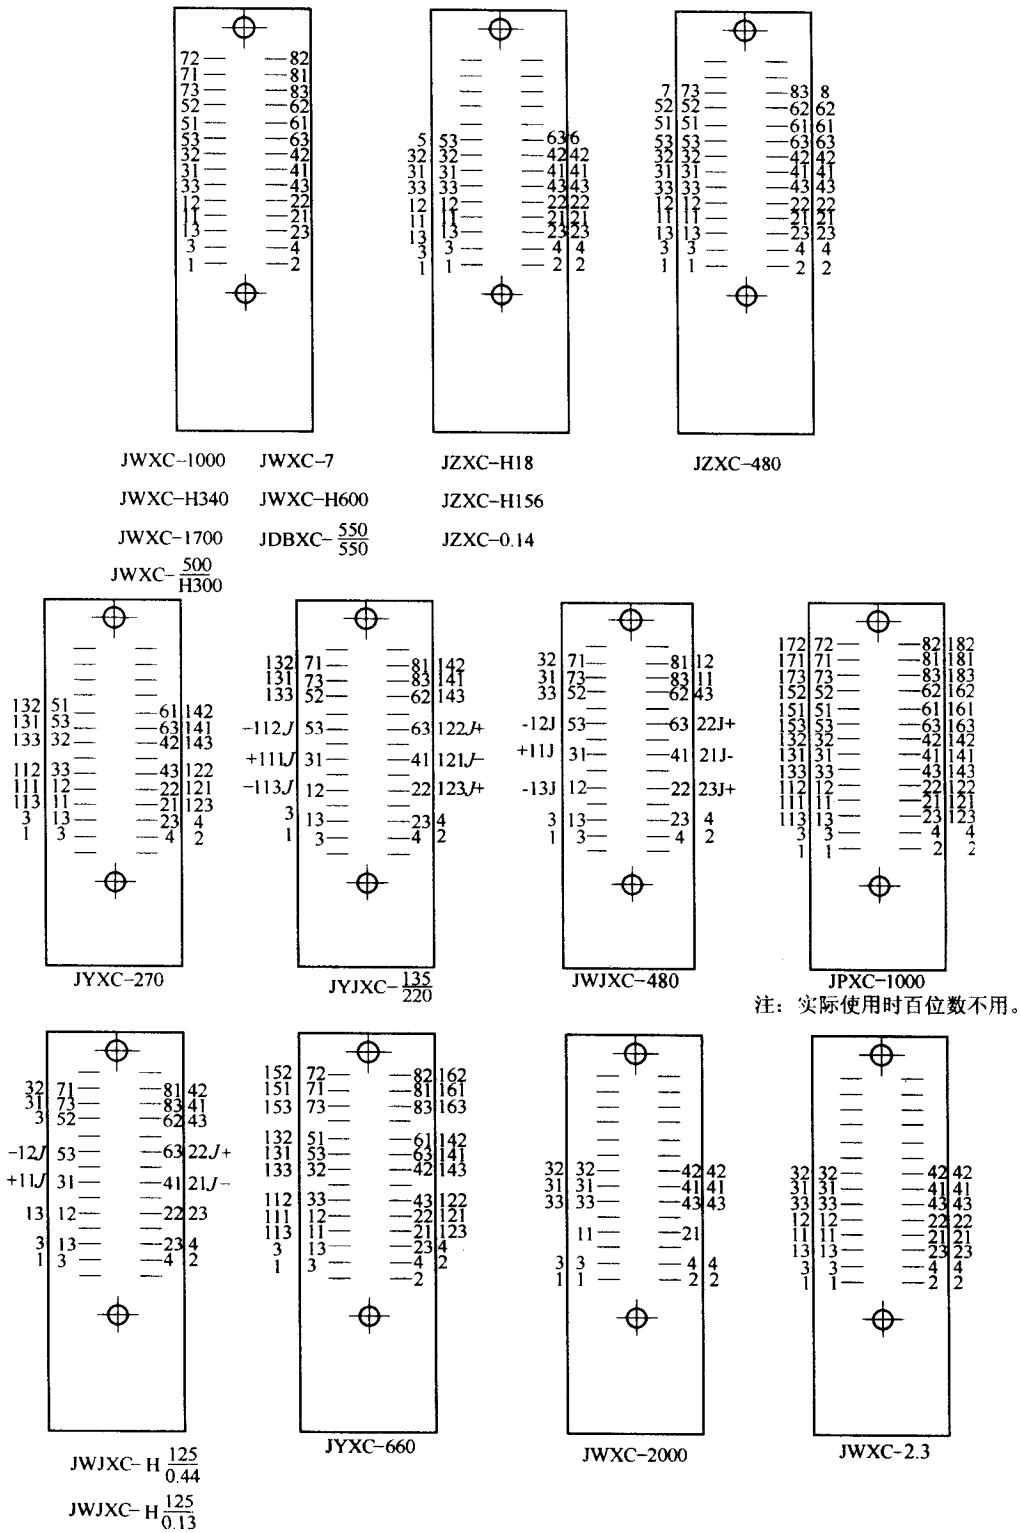 72 82
71 81
73 83
52 62
51 61
53 63
32 42
31 41
33 43
12 22
11 21
13 23
3 4
1 2
JWXC-1000 JWXC-7
JWXC-H340 JWXC-H600
JWXC-1700 JDBXC-550/550
JWXC-500/H300
5 53 63 6
32 32 42 42
31 31 41 41
33 33 43 43
12 12 22 22
11 11 21 21
13 13 23 23
3 3 4 4
1 1 2 2
JZXC-H18
JZXC-H156
JZXC-0.14
7 73 83 8
52 52 62 62
51 51 61 61
53 53 63 63
32 32 42 42
31 31 41 41
33 33 43 43
12 12 22 22
11 11 21 21
13 13 23 23
3 3 4 4
1 1 2 2
JZXC-480
132 51 61 142
131 53 63 141
133 32 42 143
112 33 43 122
111 12 22 121
113 11 21 123
3 13 23 4
1 3 4 2
JYXC-270
132 71 81 142
131 73 83 141
133 52 62 143
-112J 53 63 122J+
+111J 31 41 121J-
-113J 12 22 123J+
3 13 23 4
1 3 4 2
JYJXC-135/220
32 71 81 12
31 73 83 11
33 52 62 43
-12J 53 63 22J+
+11J 31 41 21J-
-13J 12 22 23J+
3 13 23 4
1 3 4 2
JWJXC-480
172 72 82 182
171 71 81 181
173 73 83 183
152 52 62 162
151 51 61 161
153 53 63 163
132 32 42 142
131 31 41 141
133 33 43 143
112 12 22 122
111 11 21 121
113 13 23 123
3 3 4 4
1 1 2 2
JPXC-1000
注：实际使用时百位数不用。
32 71 81 42
31 73 83 41
3 52 62 43
-12J 53 63 22J+
+11J 31 41 21J-
13 12 22 23
3 13 23 4
1 3 4 2
JWJXC-H125/0.44
JWJXC-H125/0.13
152 72 82 162
151 71 81 161
153 73 83 163
132 51 61 142
131 53 63 141
133 32 42 143
112 33 43 122
111 12 22 121
113 11 21 123
3 13 23 4
1 3 4 2
2
JYXC-660
32 32 42 42
31 31 41 41
33 33 43 43
11 21
3 3 4 4
1 1 2 2
JWXC-2000
32 32 42 42
31 31 41 41
33 33 43 43
12 12 22 22
11 11 21 21
13 13 23 23
3 3 4 4
1 1 2 2
JWXC-2.3